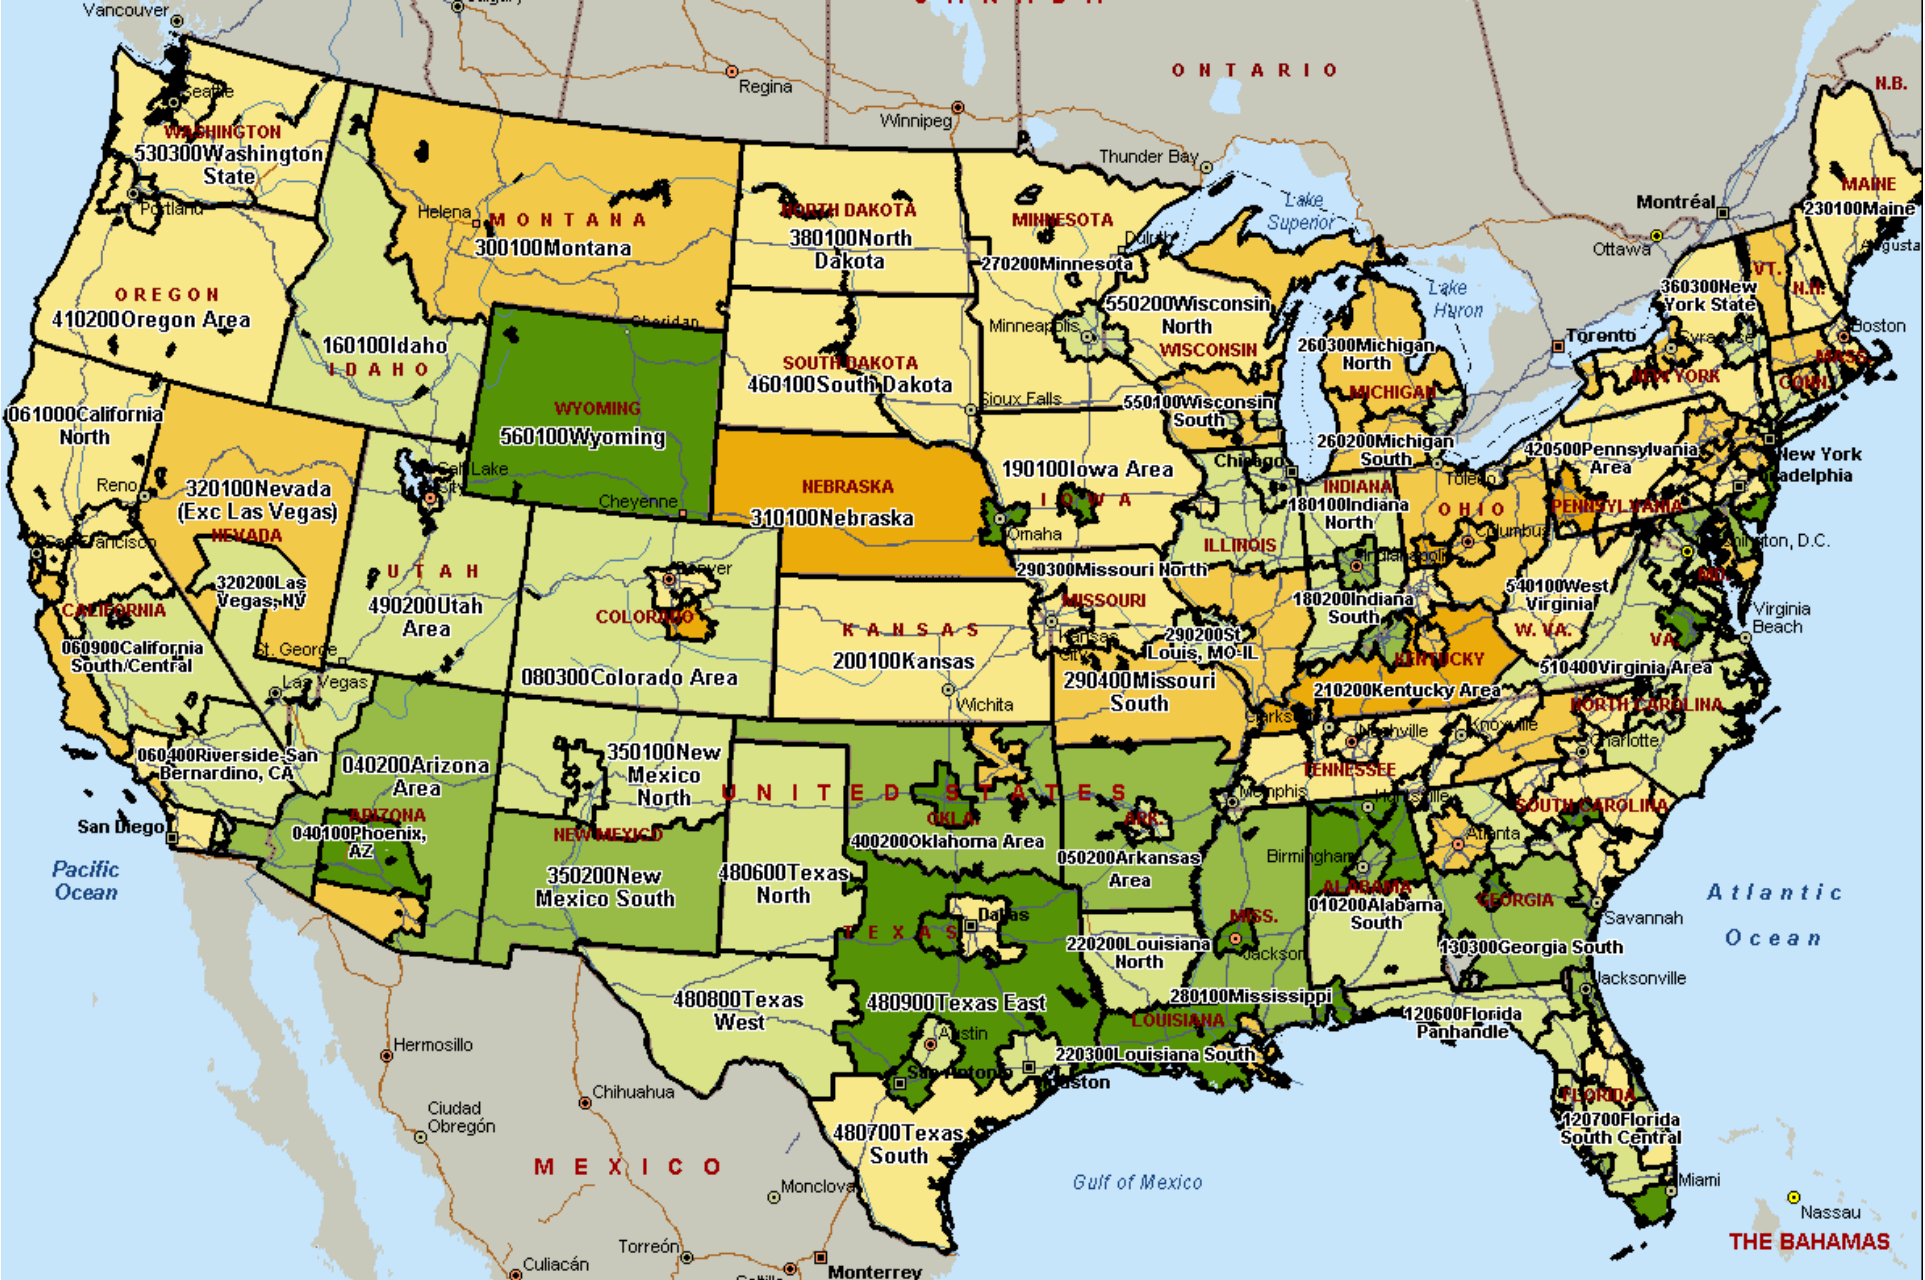 Vancouver
ONTARIO
N.B.
Regina
Winnipeg
Thunder Bay
Seattle
WASHINGTON
530300Washington
State
Portland
Helena
MONTANA
300100Montana
NORTH DAKOTA
380100North
Dakota
MINNESOTA
270200Minnesota
Duluth
Lake
Superior
Montréal
Ottawa
MAINE
230100Maine
Augusta
VT.
N.H.
360300New
York State
Lake
Huron
OREGON
410200Oregon Area
160100Idaho
IDAHO
Sheridan
Minneapolis
550200Wisconsin
North
WISCONSIN
SOUTH DAKOTA
460100South Dakota
Sioux Falls
260300Michigan
North
MICHIGAN
Toronto
Syracuse
NEW YORK
Boston
MASS.
CONN.
061000California
North
WYOMING
560100Wyoming
550100Wisconsin
South
260200Michigan
South
420500Pennsylvania
Area
New York
Philadelphia
Reno
320100Nevada
(Exc Las Vegas)
NEVADA
Salt Lake
City
Cheyenne
NEBRASKA
310100Nebraska
190100Iowa Area
IOWA
Omaha
Chicago
INDIANA
180100Indiana
North
Toledo
OHIO
Columbus
PENNSYLVANIA
Washington, D.C.
MD.
San Francisco
CALIFORNIA
320200Las
Vegas, NV
UTAH
490200Utah
Area
Denver
COLORADO
ILLINOIS
290300Missouri North
MISSOURI
Indianapolis
180200Indiana
South
540100West
Virginia
W. VA.
Virginia
Beach
VA.
060900California
South/Central
St. George
Las Vegas
080300Colorado Area
KANSAS
200100Kansas
Wichita
Kansas
City
290200St
Louis, MO-IL
290400Missouri
South
KENTUCKY
210200Kentucky Area
510400Virginia Area
060400Riverside-San
Bernardino, CA
040200Arizona
Area
ARIZONA
040100Phoenix,
AZ
San Diego
350100New
Mexico
North
NEW MEXICO
350200New
Mexico South
UNITED STATES
OKLA.
400200Oklahoma Area
ARK.
050200Arkansas
Area
Memphis
Nashville
Knoxville
TENNESSEE
NORTH CAROLINA
Charlotte
SOUTH CAROLINA
Huntsville
Birmingham
Atlanta
ALABAMA
010200Alabama
South
GEORGIA
130300Georgia South
Savannah
Pacific
Ocean
480600Texas
North
TEXAS
Dallas
220200Louisiana
North
MISS.
Jackson
280100Mississippi
Atlantic
Ocean
Jacksonville
480800Texas
West
480900Texas East
Austin
San Antonio
Houston
LOUISIANA
220300Louisiana South
120600Florida
Panhandle
FLORIDA
120700Florida
South Central
Miami
480700Texas
South
Hermosillo
Chihuahua
Ciudad
Obregón
MEXICO
Monclova
Gulf of Mexico
Nassau
THE BAHAMAS
Torreón
Culiacán
Monterrey